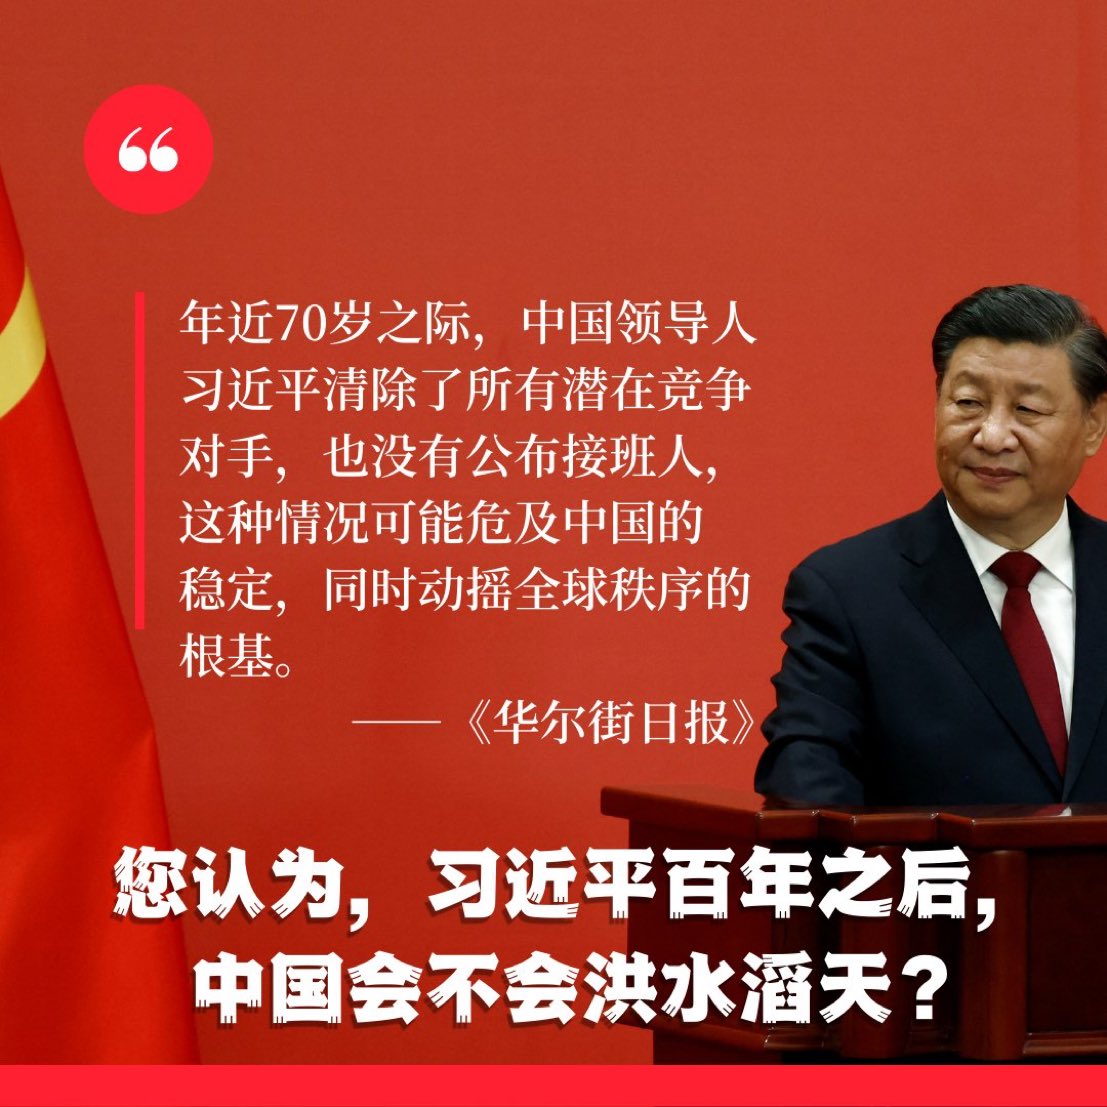 “
年近70岁之际，中国领导人
习近平清除了所有潜在竞争
对手，也没有公布接班人，
这种情况可能危及中国的
稳定，同时动摇全球秩序的
根基。
——《华尔街日报》
您认为，习近平百年之后，
中国会不会洪水滔天？